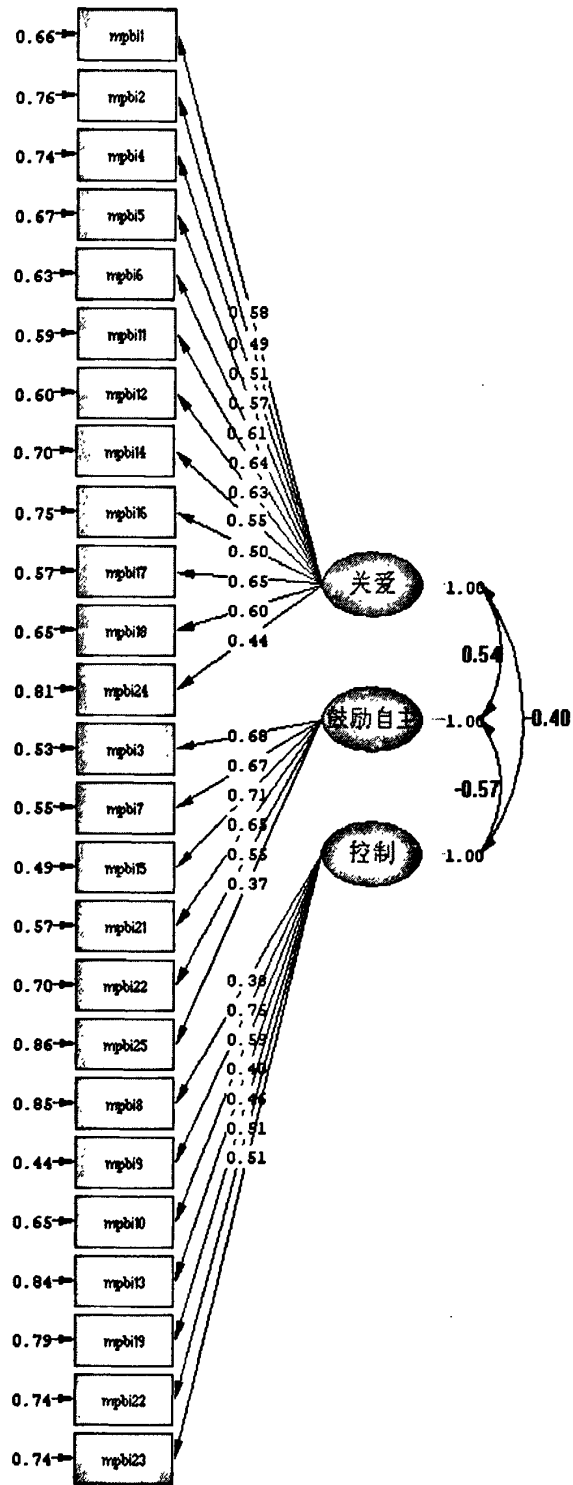 0.66 mpbi1
0.76 mpbi2
0.74 mpbi4
0.67 mpbi5
0.63 mpbi6
0.59 mpbi11
0.60 mpbi12
0.70 mpbi14
0.75 mpbi16
0.57 mpbi17
0.65 mpbi18
0.81 mpbi24
0.53 mpbi3
0.55 mpbi7
0.49 mpbi15
0.57 mpbi21
0.70 mpbi22
0.86 mpbi25
0.85 mpbi8
0.44 mpbi9
0.65 mpbi10
0.84 mpbi13
0.79 mpbi19
0.74 mpbi22
0.74 mpbi23
0.58
0.49
0.51
0.57
0.61
0.64
0.63
0.55
0.50
0.65
0.60
0.44
0.68
0.67
0.71
0.65
0.55
0.37
0.38
0.75
0.59
0.40
0.46
0.51
0.51
关爱 1.00
鼓励自主 1.00
控制 1.00
0.54
-0.40
-0.57